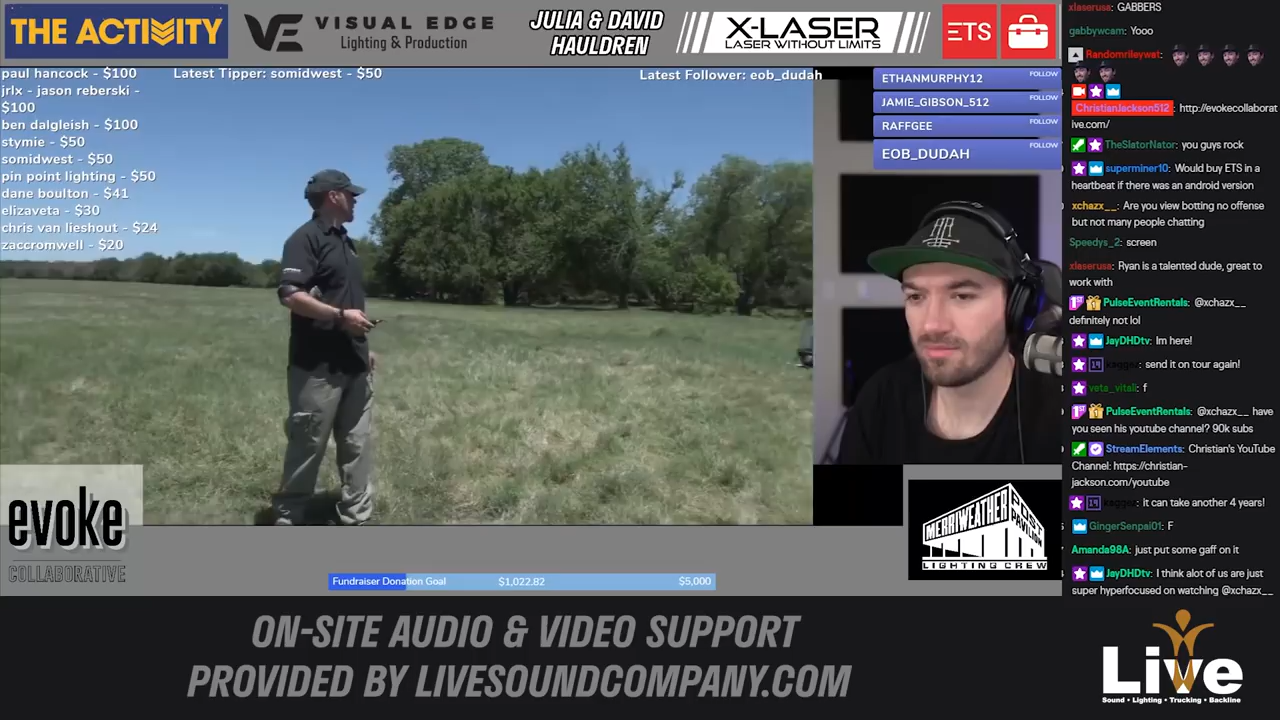 THE ACTIVITY
VE VISUAL EDGE
Lighting & Production
JULIA & DAVID
HAULDREN
X-LASER
LASER WITHOUT LIMITS
ETS
paul hancock - $100
jrlx - jason reberski -
$100
ben dalgleish - $100
stymie - $50
somidwest - $50
pin point lighting - $50
dane boulton - $41
elizaveta - $30
chris van lieshout - $24
zaccromwell - $20
Latest Tipper: somidwest - $50
Latest Follower: eob_dudah
ETHANMURPHY12 FOLLOW
JAMIE_GIBSON_512 FOLLOW
RAFFGEE FOLLOW
EOB_DUDAH FOLLOW
xlaserusa: GABBERS
gabbywcam: Yooo
Randomrileywat:
ChristianJackson512: http://evokecollaborat
ive.com/
TheSlatorNator: you guys rock
superminer10: Would buy ETS in a
heartbeat if there was an android version
xchazx__: Are you view botting no offense
but not many people chatting
Speedys_2: screen
xlaserusa: Ryan is a talented dude, great to
work with
PulseEventRentals: @xchazx__
definitely not lol
JayDHDtv: Im here!
send it on tour again!
veta_vitali: f
PulseEventRentals: @xchazx__ have
you seen his youtube channel? 90k subs
StreamElements: Christian's YouTube
Channel: https://christian-
jackson.com/youtube
it can take another 4 years!
GingerSenpai01: F
Amanda98A: just put some gaff on it
JayDHDtv: I think alot of us are just
super hyperfocused on watching @xchazx__
evoke
COLLABORATIVE
MERRIWEATHER POST
PAVILION
LIGHTING CREW
Fundraiser Donation Goal $1,022.82 $5,000
ON-SITE AUDIO & VIDEO SUPPORT
PROVIDED BY LIVESOUNDCOMPANY.COM
Live
Sound • Lighting • Trucking • Backline